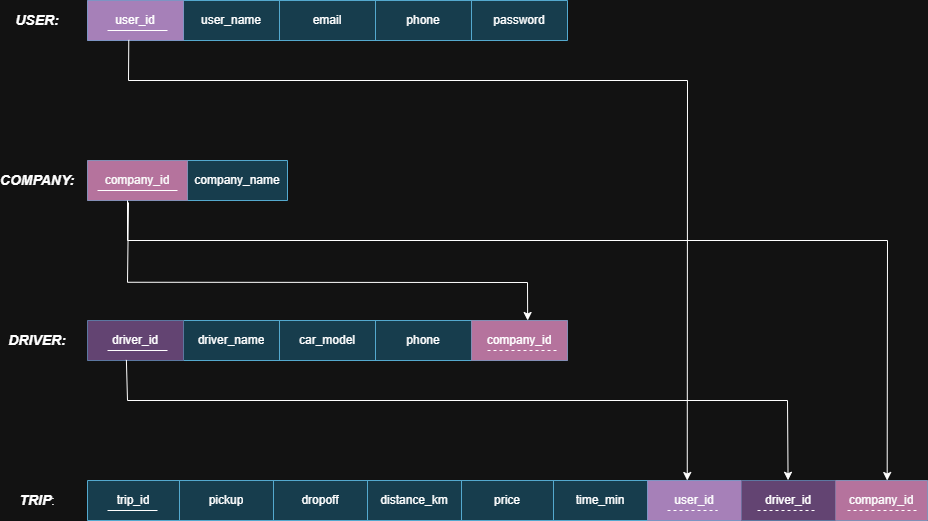 USER: user_id user_name email phone password
COMPANY: company_id company_name
DRIVER: driver_id driver_name car_model phone company_id
TRIP: trip_id pickup dropoff distance_km price time_min user_id driver_id company_id